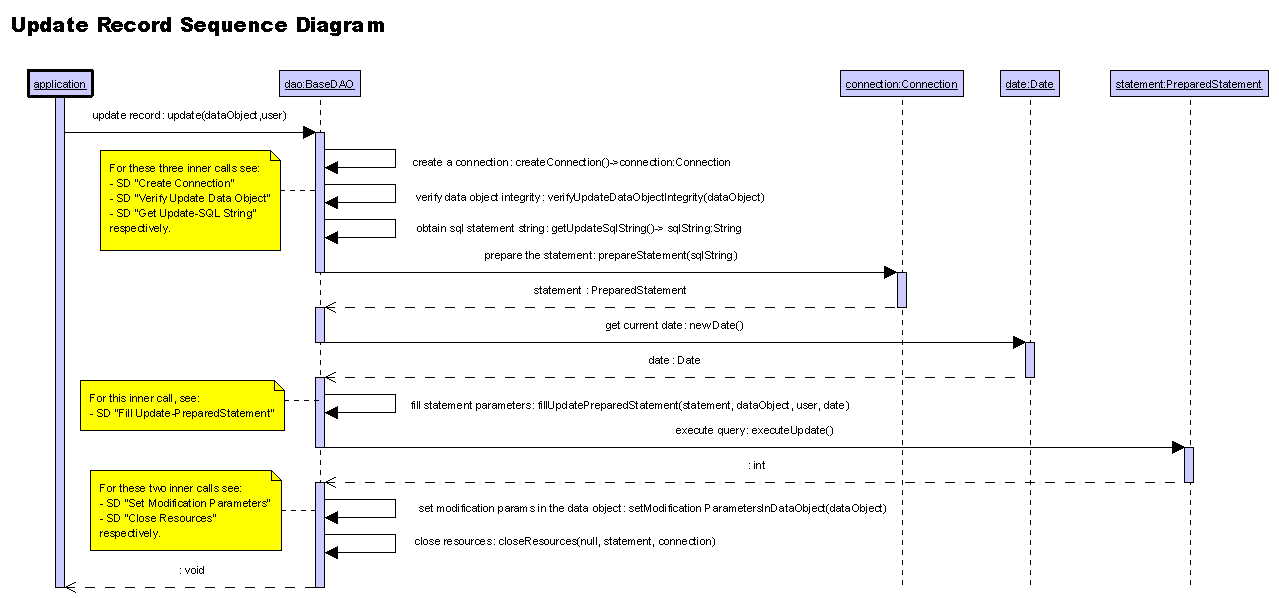 Update Record Sequence Diagram
application
dao:BaseDAO
connection:Connection
date:Date
statement:PreparedStatement
update record: update(dataObject,user)
For these three inner calls see:
- SD "Create Connection"
- SD "Verify Update Data Object"
- SD "Get Update-SQL String"
respectively.
create a connection: createConnection()->connection:Connection
verify data object integrity: verifyUpdateDataObjectIntegrity(dataObject)
obtain sql statement string: getUpdateSqlString()-> sqlString:String
prepare the statement: prepareStatement(sqlString)
statement : PreparedStatement
get current date: newDate()
date : Date
For this inner call, see:
- SD "Fill Update-PreparedStatement"
fill statement parameters: fillUpdatePreparedStatement(statement, dataObject, user, date)
execute query: executeUpdate()
: int
For these two inner calls see:
- SD "Set Modification Parameters"
- SD "Close Resources"
respectively.
set modification params in the data object: setModification ParametersInDataObject(dataObject)
close resources: closeResources(null, statement, connection)
: void